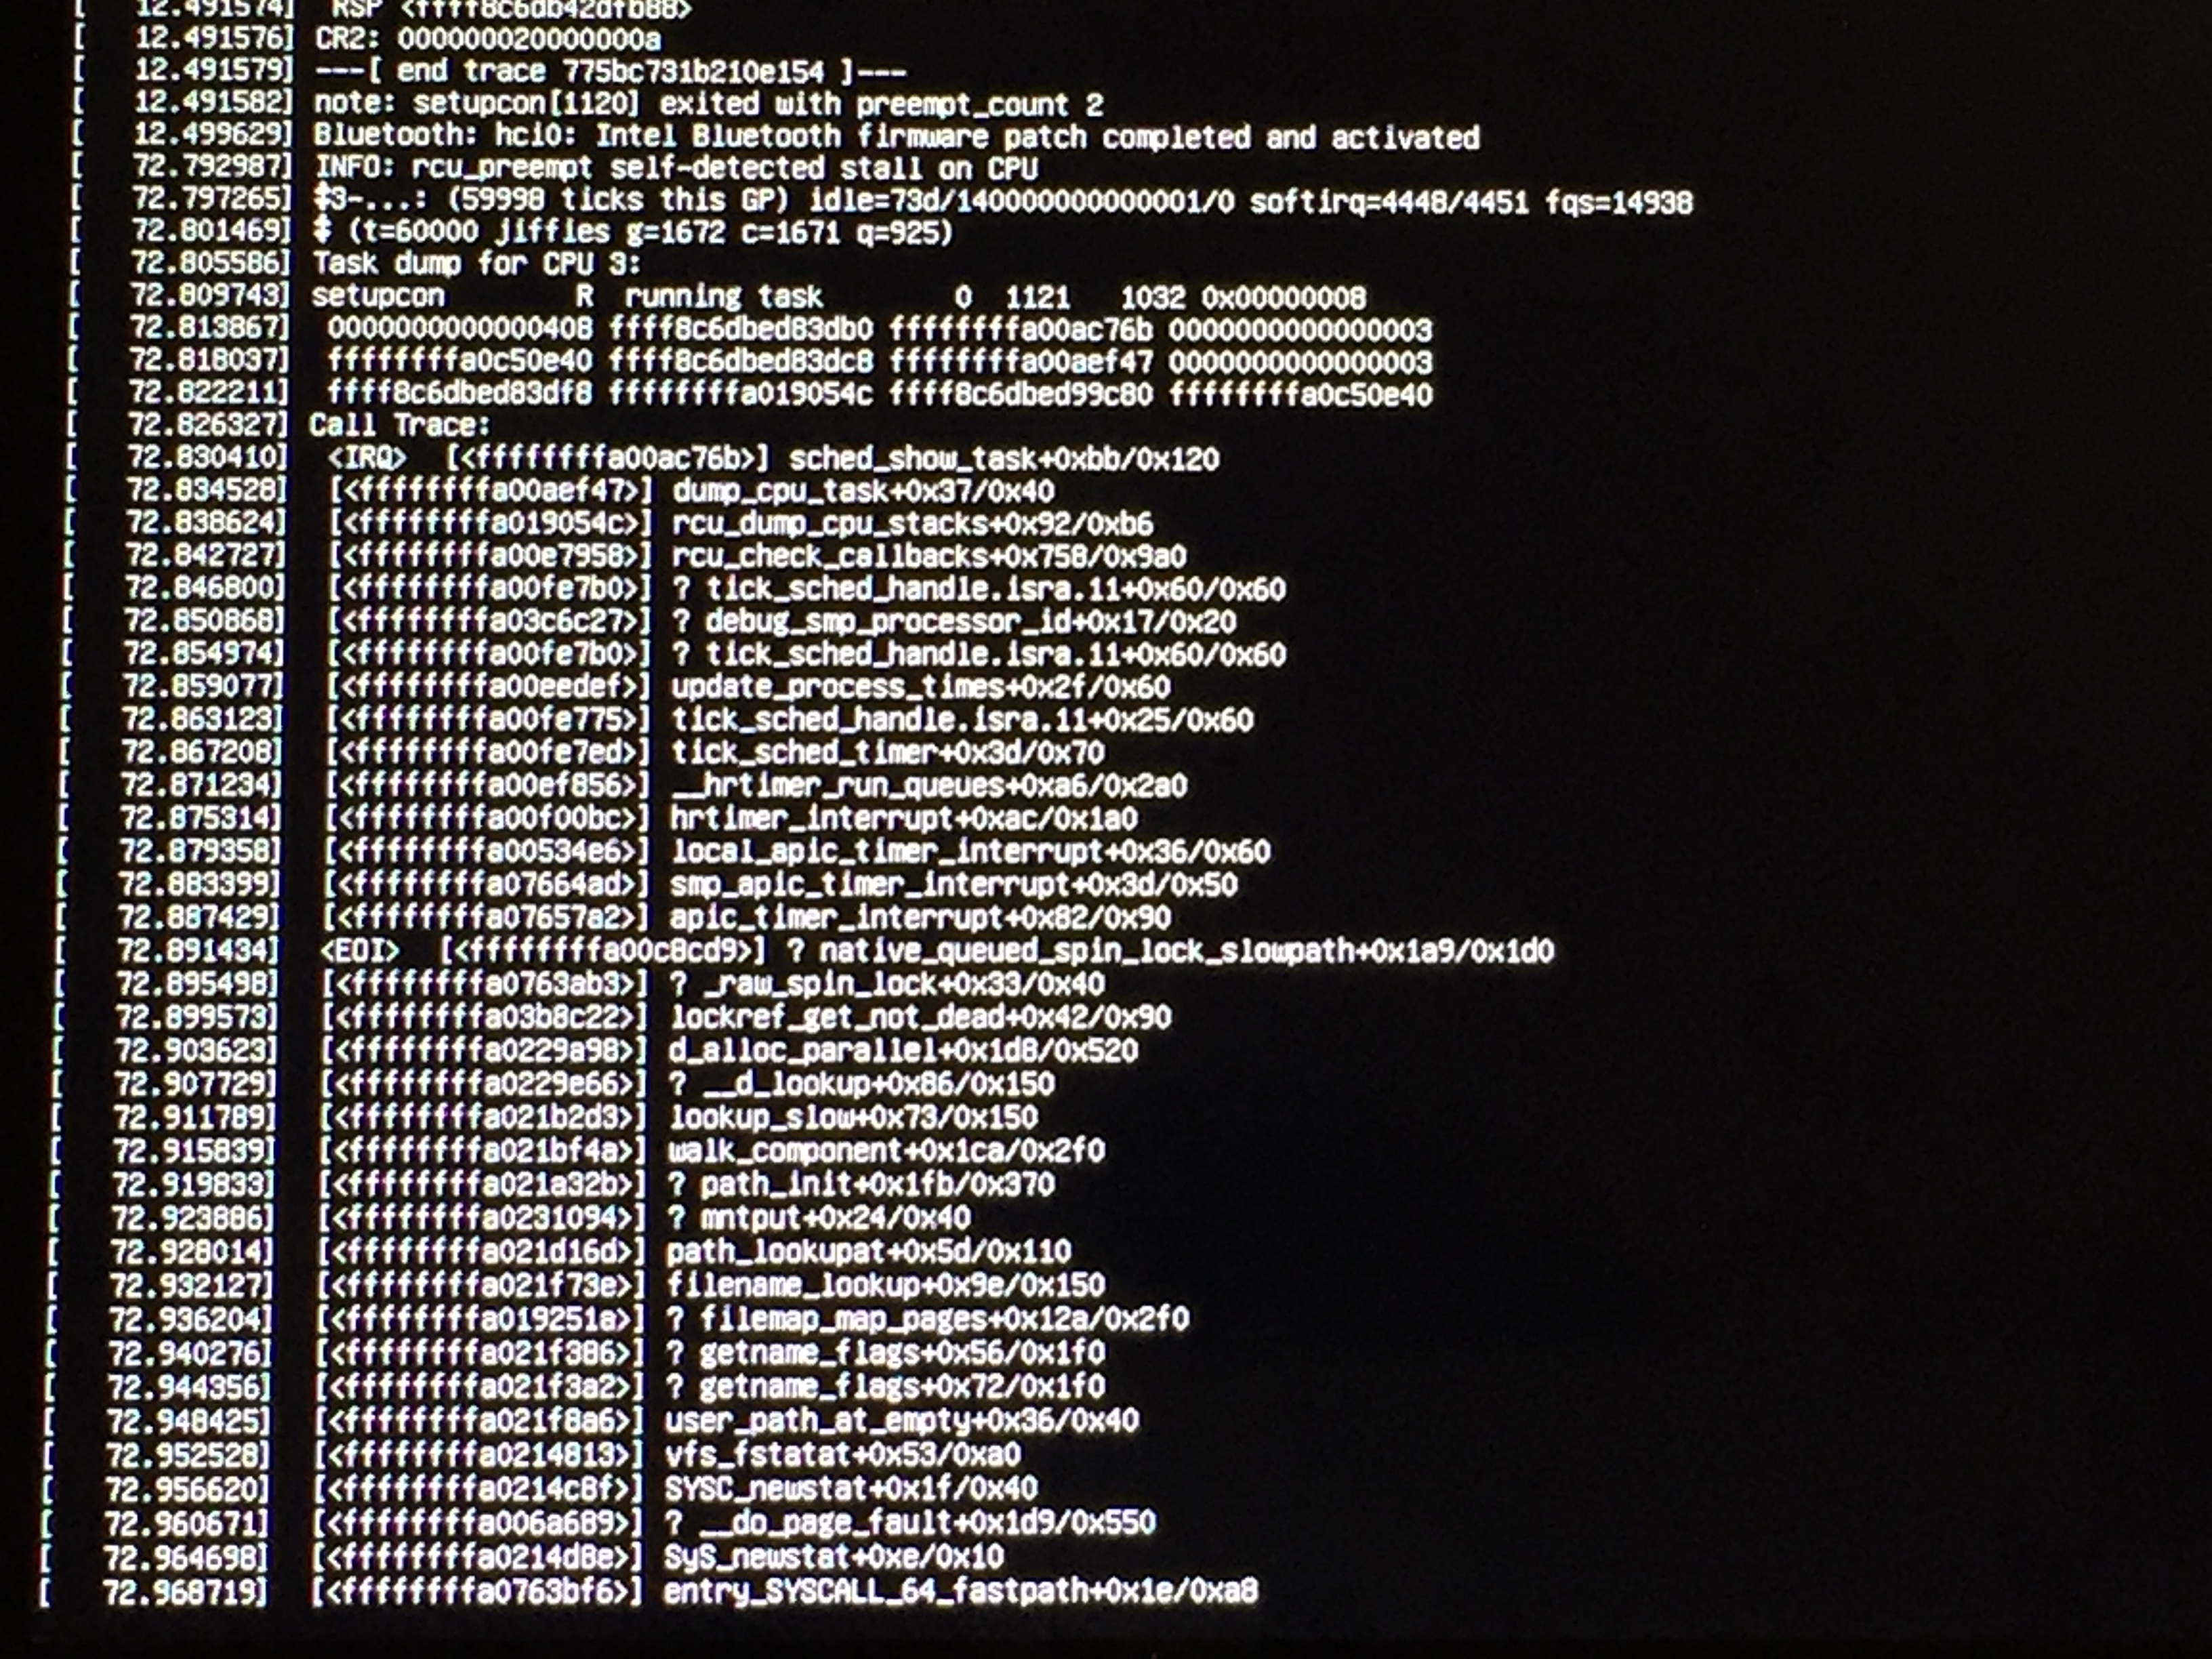 [   12.491574]  RSP <ffff8c6db42dfb88>
[   12.491576] CR2: 000000020000000a
[   12.491579] ---[ end trace 775bc731b210e154 ]---
[   12.491582] note: setupcon[1120] exited with preempt_count 2
[   12.499629] Bluetooth: hci0: Intel Bluetooth firmware patch completed and activated
[   72.792987] INFO: rcu_preempt self-detected stall on CPU
[   72.797265] 3-...: (59998 ticks this GP) idle=73d/140000000000001/0 softirq=4448/4451 fqs=14938
[   72.801469] (t=60000 jiffies g=1672 c=1671 q=925)
[   72.805586] Task dump for CPU 3:
[   72.809743] setupcon        R  running task        0  1121   1032 0x00000008
[   72.813867]  0000000000000408 ffff8c6dbed83db0 ffffffffa00ac76b 0000000000000003
[   72.818037]  ffffffffa0c50e40 ffff8c6dbed83dc8 ffffffffa00aef47 0000000000000003
[   72.822211]  ffff8c6dbed83df8 ffffffffa019054c ffff8c6dbed99c80 ffffffffa0c50e40
[   72.826327] Call Trace:
[   72.830410]  <IRQ>  [<ffffffffa00ac76b>] sched_show_task+0xbb/0x120
[   72.834528]  [<ffffffffa00aef47>] dump_cpu_task+0x37/0x40
[   72.838624]  [<ffffffffa019054c>] rcu_dump_cpu_stacks+0x92/0xb6
[   72.842727]  [<ffffffffa00e7958>] rcu_check_callbacks+0x758/0x9a0
[   72.846800]  [<ffffffffa00fe7b0>] ? tick_sched_handle.isra.11+0x60/0x60
[   72.850868]  [<ffffffffa03c6c27>] ? debug_smp_processor_id+0x17/0x20
[   72.854974]  [<ffffffffa00fe7b0>] ? tick_sched_handle.isra.11+0x60/0x60
[   72.859077]  [<ffffffffa00eedef>] update_process_times+0x2f/0x60
[   72.863123]  [<ffffffffa00fe775>] tick_sched_handle.isra.11+0x25/0x60
[   72.867208]  [<ffffffffa00fe7ed>] tick_sched_timer+0x3d/0x70
[   72.871234]  [<ffffffffa00ef856>] __hrtimer_run_queues+0xa6/0x2a0
[   72.875314]  [<ffffffffa00f00bc>] hrtimer_interrupt+0xac/0x1a0
[   72.879358]  [<ffffffffa00534e6>] local_apic_timer_interrupt+0x36/0x60
[   72.883399]  [<ffffffffa07664ad>] smp_apic_timer_interrupt+0x3d/0x50
[   72.887429]  [<ffffffffa07657a2>] apic_timer_interrupt+0x82/0x90
[   72.891434]  <EOI>  [<ffffffffa00c8cd9>] ? native_queued_spin_lock_slowpath+0x1a9/0x1d0
[   72.895498]  [<ffffffffa0763ab3>] ? _raw_spin_lock+0x33/0x40
[   72.899573]  [<ffffffffa03b8c22>] lockref_get_not_dead+0x42/0x90
[   72.903623]  [<ffffffffa0229a98>] d_alloc_parallel+0x1d8/0x520
[   72.907729]  [<ffffffffa0229e66>] ? __d_lookup+0x86/0x150
[   72.911789]  [<ffffffffa021b2d3>] lookup_slow+0x73/0x150
[   72.915839]  [<ffffffffa021bf4a>] walk_component+0x1ca/0x2f0
[   72.919833]  [<ffffffffa021a32b>] ? path_init+0x1fb/0x370
[   72.923886]  [<ffffffffa0231094>] ? mntput+0x24/0x40
[   72.928014]  [<ffffffffa021d16d>] path_lookupat+0x5d/0x110
[   72.932127]  [<ffffffffa021f73e>] filename_lookup+0x9e/0x150
[   72.936204]  [<ffffffffa019251a>] ? filemap_map_pages+0x12a/0x2f0
[   72.940276]  [<ffffffffa021f386>] ? getname_flags+0x56/0x1f0
[   72.944356]  [<ffffffffa021f3a2>] ? getname_flags+0x72/0x1f0
[   72.948425]  [<ffffffffa021f8a6>] user_path_at_empty+0x36/0x40
[   72.952528]  [<ffffffffa0214813>] vfs_fstatat+0x53/0xa0
[   72.956620]  [<ffffffffa0214c8f>] SYSC_newstat+0x1f/0x40
[   72.960671]  [<ffffffffa006a689>] ? __do_page_fault+0x1d9/0x550
[   72.964698]  [<ffffffffa0214d8e>] SyS_newstat+0xe/0x10
[   72.968719]  [<ffffffffa0763bf6>] entry_SYSCALL_64_fastpath+0x1e/0xa8